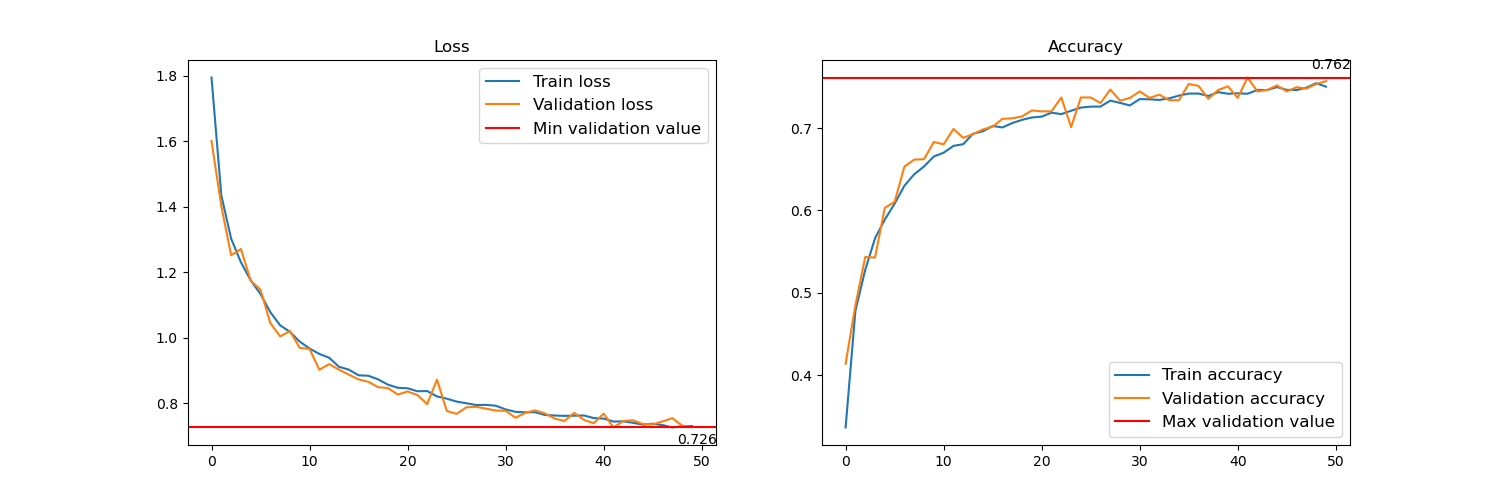 Loss
1.8
1.6
1.4
1.2
1.0
0.8
0 10 20 30 40 50
Train loss
Validation loss
Min validation value
0.726
Accuracy
0.762
0.7
0.6
0.5
0.4
0 10 20 30 40 50
Train accuracy
Validation accuracy
Max validation value